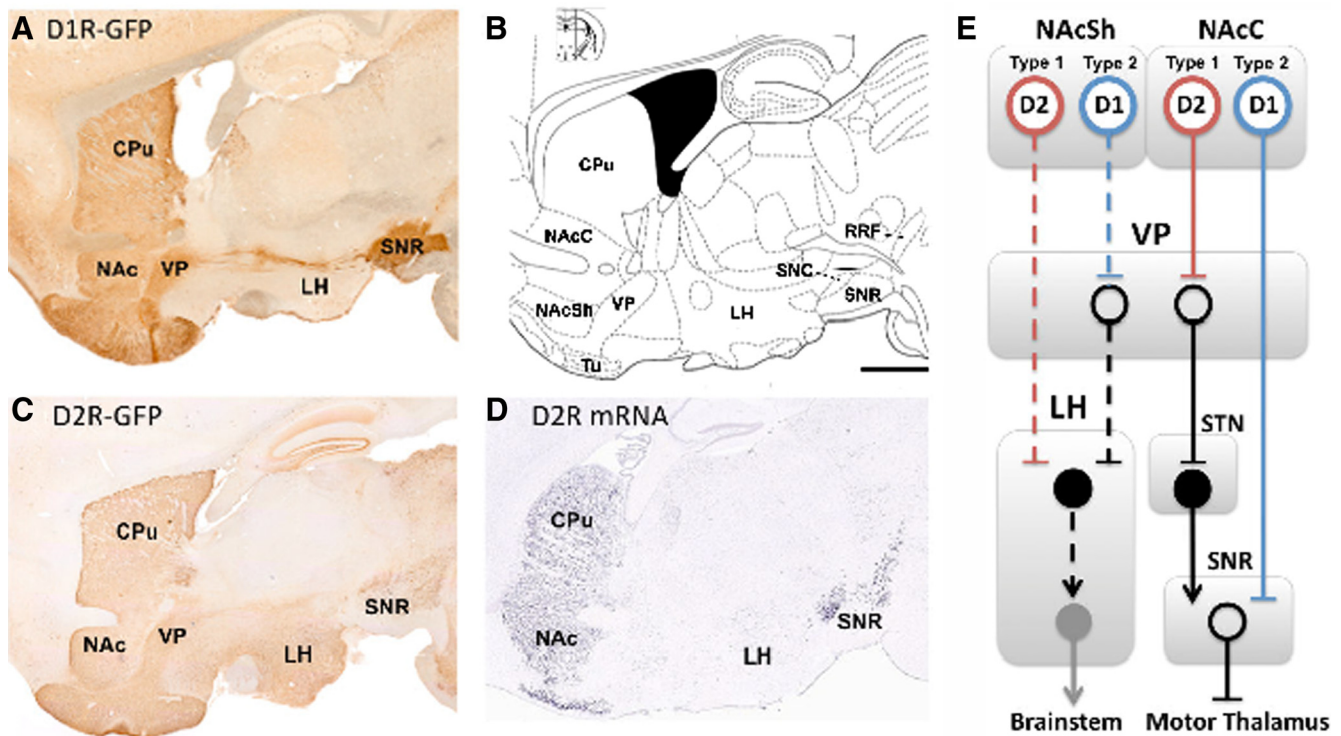 A D1R-GFP
CPu
NAc VP LH SNR
B
CPu
NAcC
NAcSh VP LH
Tu
RRF
SNC
SNR
C D2R-GFP
CPu
NAc VP LH SNR
D D2R mRNA
CPu
NAc LH SNR
E NAcSh NAcC
Type 1 Type 2 Type 1 Type 2
D2 D1 D2 D1
VP
LH STN
SNR
Brainstem Motor Thalamus